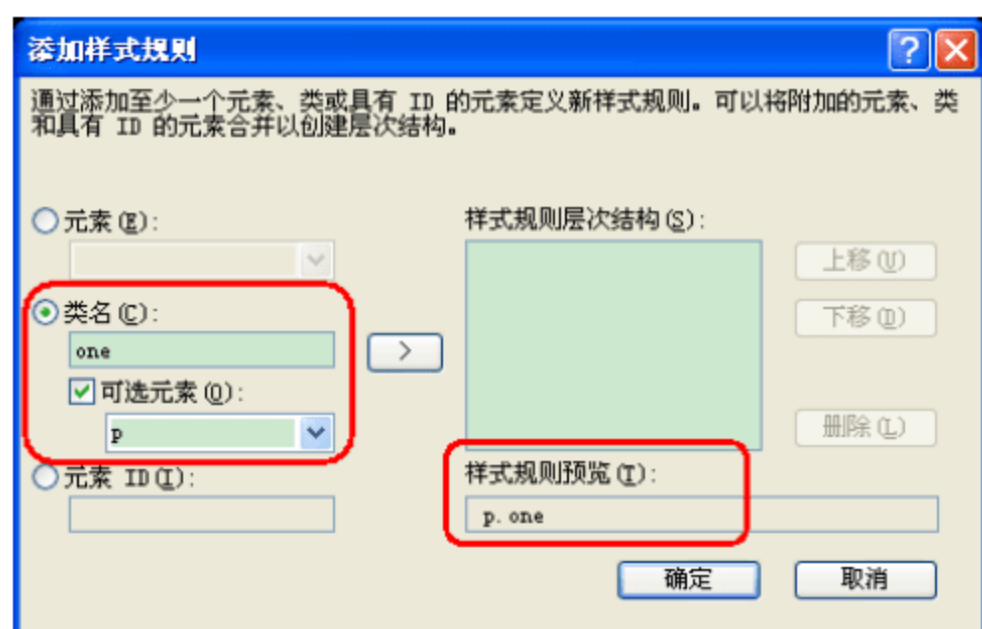 添加样式规则
通过添加至少一个元素、类或具有 ID 的元素定义新样式规则。可以将附加的元素、类
和具有 ID 的元素合并以创建层次结构。
元素(E):
样式规则层次结构(S):
上移(U)
类名(C):
下移(D)
one
>
可选元素(O):
p
删除(L)
元素 ID(I):
样式规则预览(T):
p.one
确定
取消